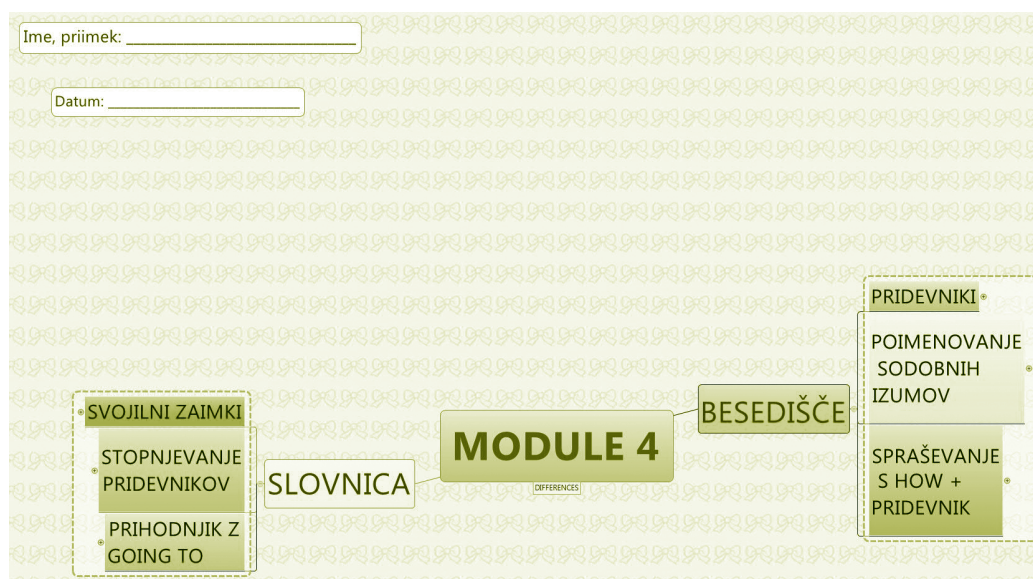 Ime, priimek: ______________________________
Datum: ___________________________
PRIDEVNIKI
POIMENOVANJE
SODOBNIH
IZUMOV
BESEDIŠČE
SPRAŠEVANJE
S HOW +
PRIDEVNIK
MODULE 4
DIFFERENCES
SLOVNICA
SVOJILNI ZAIMKI
STOPNJEVANJE
PRIDEVNIKOV
PRIHODNJIK Z
GOING TO